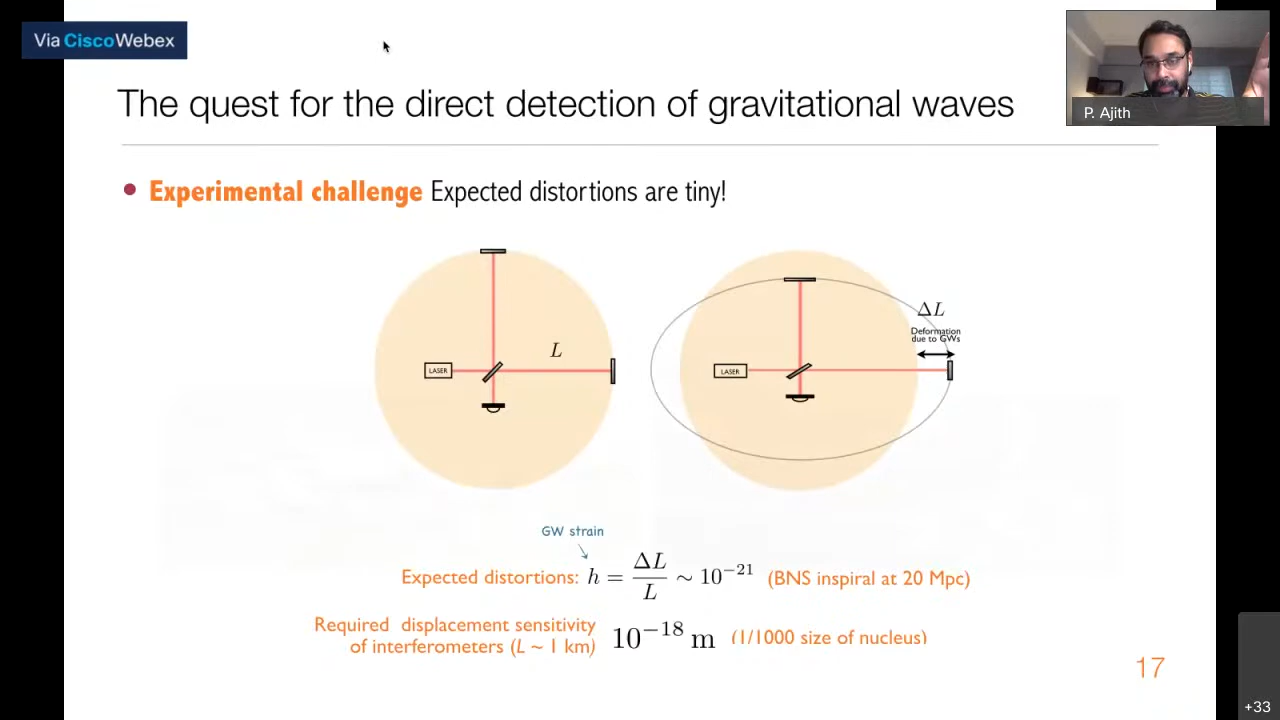 Via CiscoWebex
P. Ajith
The quest for the direct detection of gravitational waves
• Experimental challenge Expected distortions are tiny!
L
LASER
ΔL
Deformation
due to GWs
LASER
GW strain
Expected distortions: h = ΔL/L ~ 10⁻²¹ (BNS inspiral at 20 Mpc)
Required displacement sensitivity
of interferometers (L ~ 1 km) 10⁻¹⁸ m (1/1000 size of nucleus)
17
+33